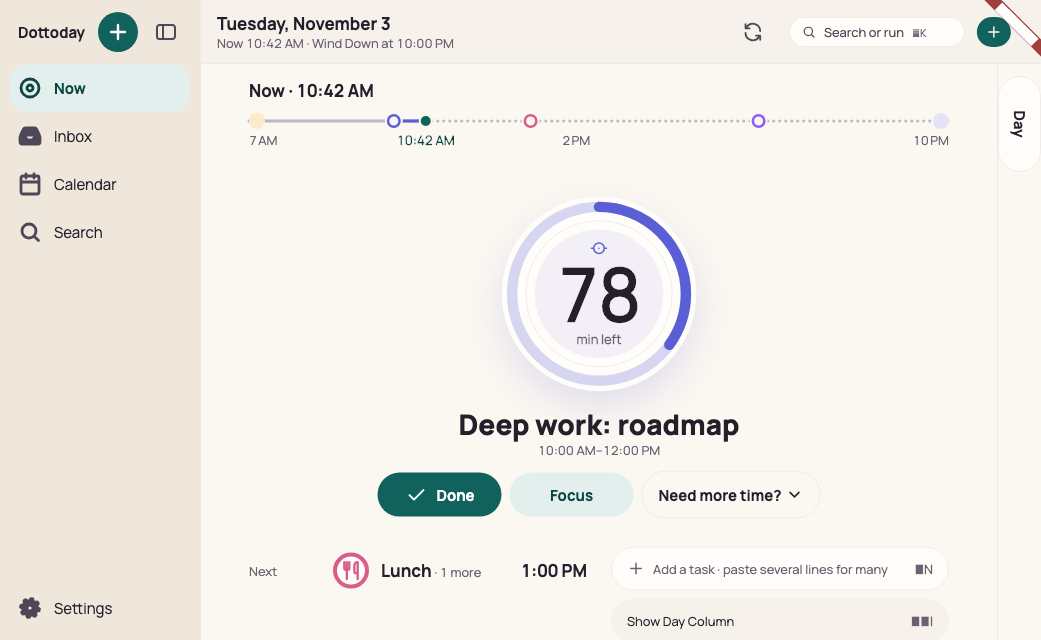 Dottoday
Now
Inbox
Calendar
Search
Settings
Tuesday, November 3
Now 10:42 AM · Wind Down at 10:00 PM
Search or run K
Now · 10:42 AM
7 AM
10:42 AM
2 PM
10 PM
Day
78
min left
Deep work: roadmap
10:00 AM–12:00 PM
Done
Focus
Need more time?
Next
Lunch · 1 more
1:00 PM
Add a task · paste several lines for many
N
Show Day Column